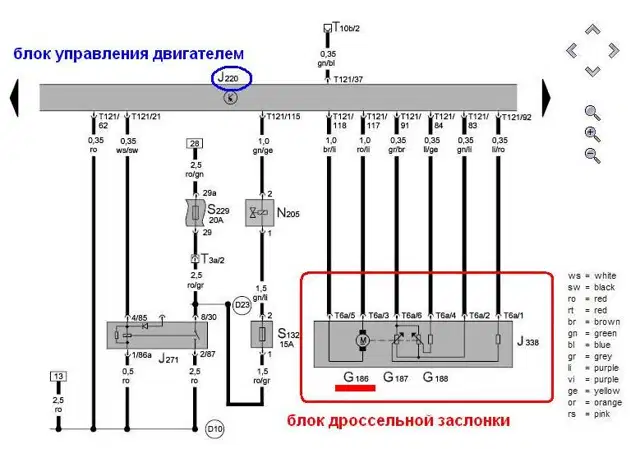 T10b/2
0,35
gn/bl
блок управления двигателем
J220
T121/37
T121/
62
T121/21
T121/115
T121/
118
T121/
117
T121/
91
T121/
84
T121/
83
T121/92
0,35
ro
0,35
ws/sw
28
2,5
ro/gn
1,0
gn/ge
1,0
br/li
1,0
ro/li
0,35
gr/br
0,35
li/ge
0,35
gn/li
0,35
li/ro
29a
S229
20A
29
2
N205
1
T3a/2
2,5
ro/gr
D23
1,5
gn/li
4/85
8/30
J271
1/86a
2/87
2
S132
15A
1
T6a/5
T6a/3
T6a/6
T6a/4
T6a/2
T6a/1
M
J338
G186
G187
G188
13
2,5
ro
0,5
ro
2,5
ro
1,5
ro/gr
D10
блок дроссельной заслонки
ws = white
sw = black
ro = red
rt = red
br = brown
gn = green
bl = blue
gr = grey
li = purple
vi = purple
ge = yellow
or = orange
rs = pink